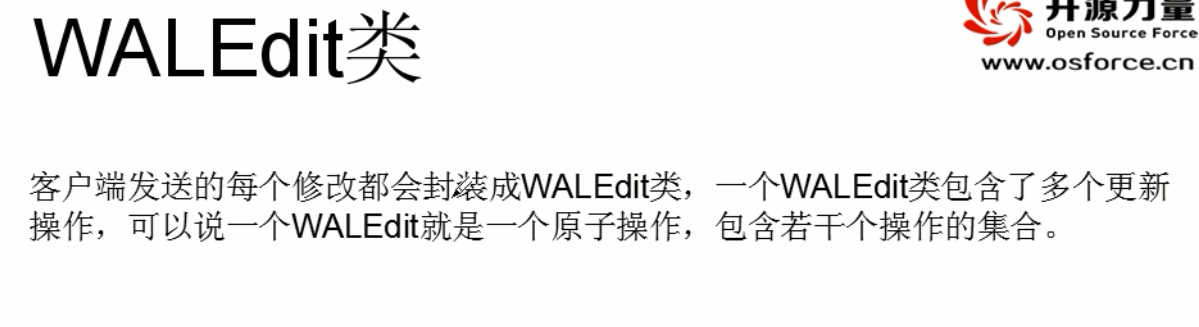 WALEdit类
开源力量
Open Source Force
www.osforce.cn
客户端发送的每个修改都会封装成WALEdit类，一个WALEdit类包含了多个更新
操作，可以说一个WALEdit就是一个原子操作，包含若干个操作的集合。